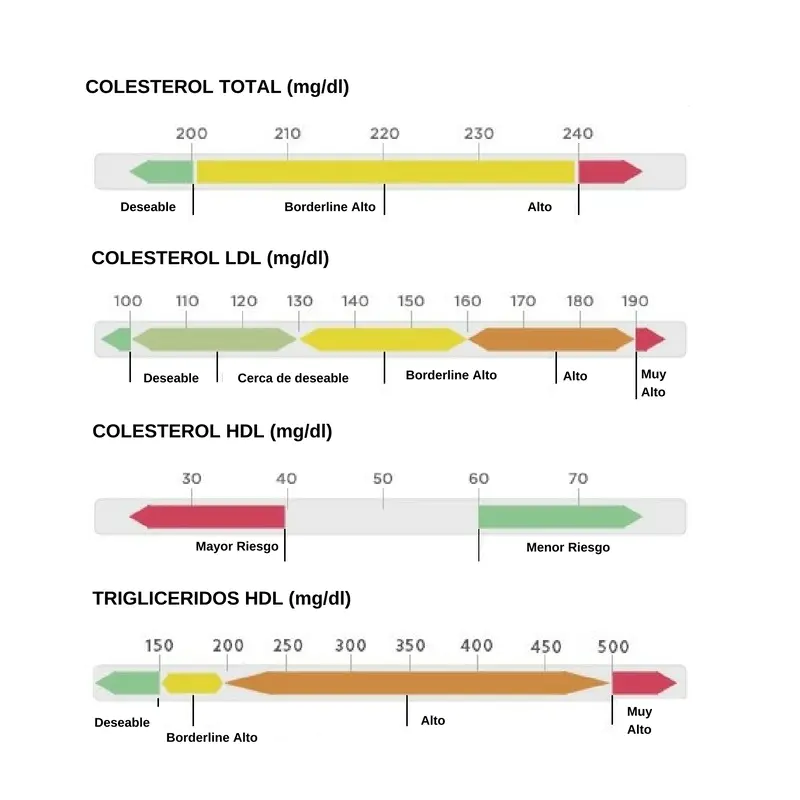 COLESTEROL TOTAL (mg/dl)
200 210 220 230 240
Deseable Borderline Alto Alto
COLESTEROL LDL (mg/dl)
100 110 120 130 140 150 160 170 180 190
Deseable Cerca de deseable Borderline Alto Alto Muy
Alto
COLESTEROL HDL (mg/dl)
30 40 50 60 70
Mayor Riesgo Menor Riesgo
TRIGLICERIDOS HDL (mg/dl)
150 200 250 300 350 400 450 500
Deseable Borderline Alto Alto Muy
Alto